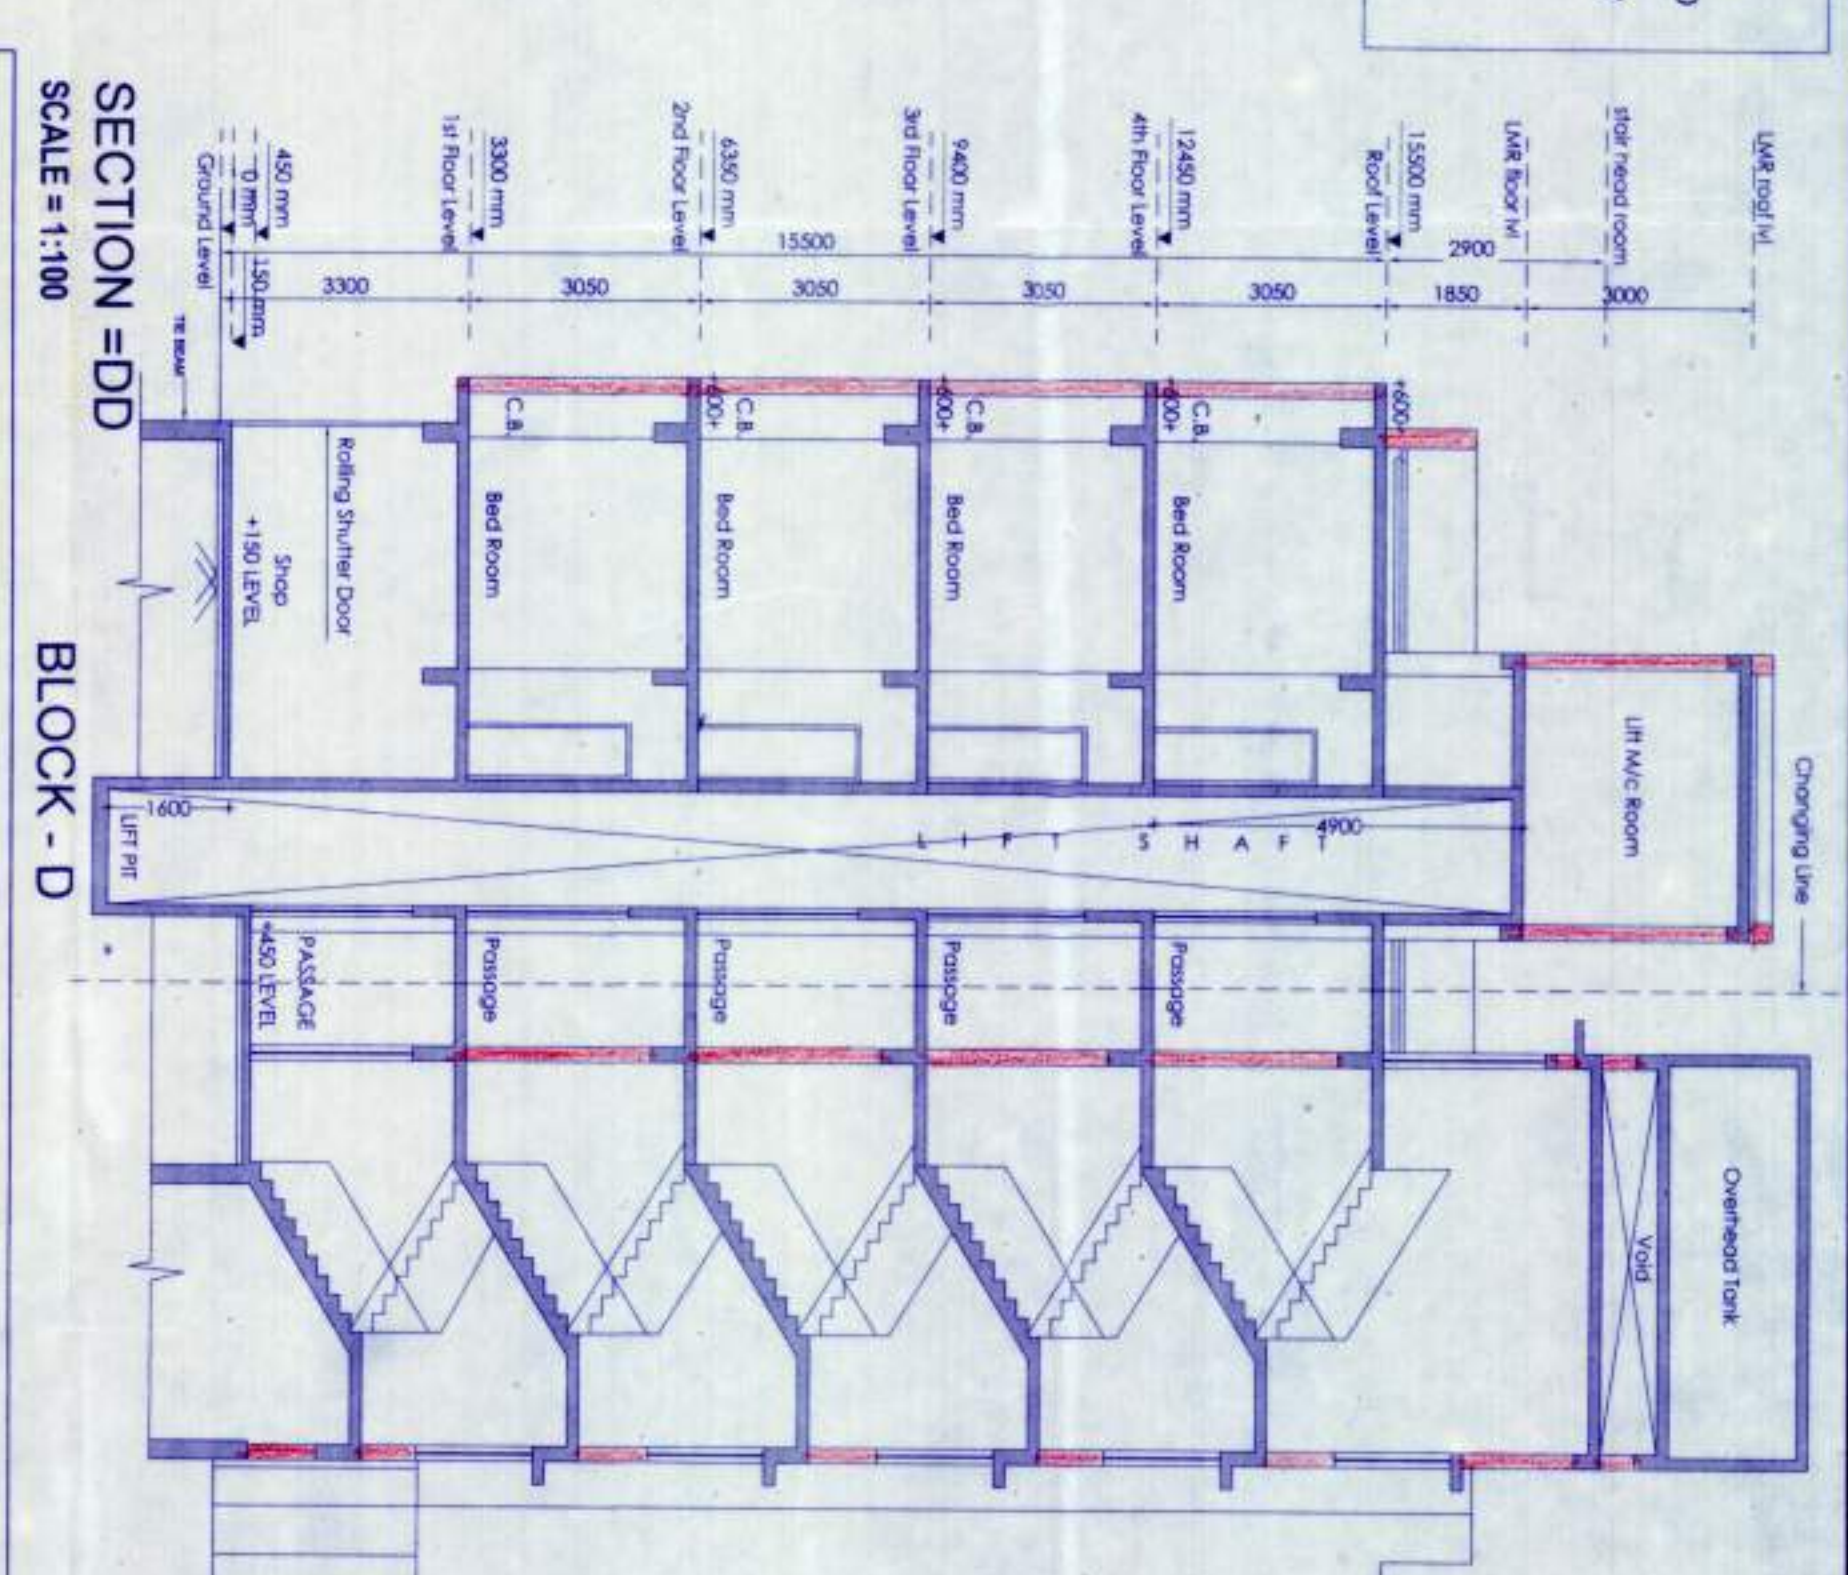 LMR roof lvl
stair head room
LMR floor lvl
15500 mm
Roof Level
12450 mm
4th Floor Level
9400 mm
3rd Floor Level
6350 mm
2nd Floor Level
3300 mm
1st Floor Level
450 mm
0 mm
150 mm
Ground Level
2900
15500
3000
1850
3050
3050
3050
3050
3300
TIE BEAM
+600+
+600+
C.B.
+600+
C.B.
+600+
C.B.
C.B.
Bed Room
Bed Room
Bed Room
Bed Room
Rolling Shutter Door
Shop
+150 LEVEL
Lift M/c Room
Changing Line
4900
LIFT SHAFT
1600
LIFT PIT
Passage
Passage
Passage
Passage
PASSAGE
+450 LEVEL
Overhead Tank
Void
SECTION =DD
SCALE = 1:100
BLOCK - D